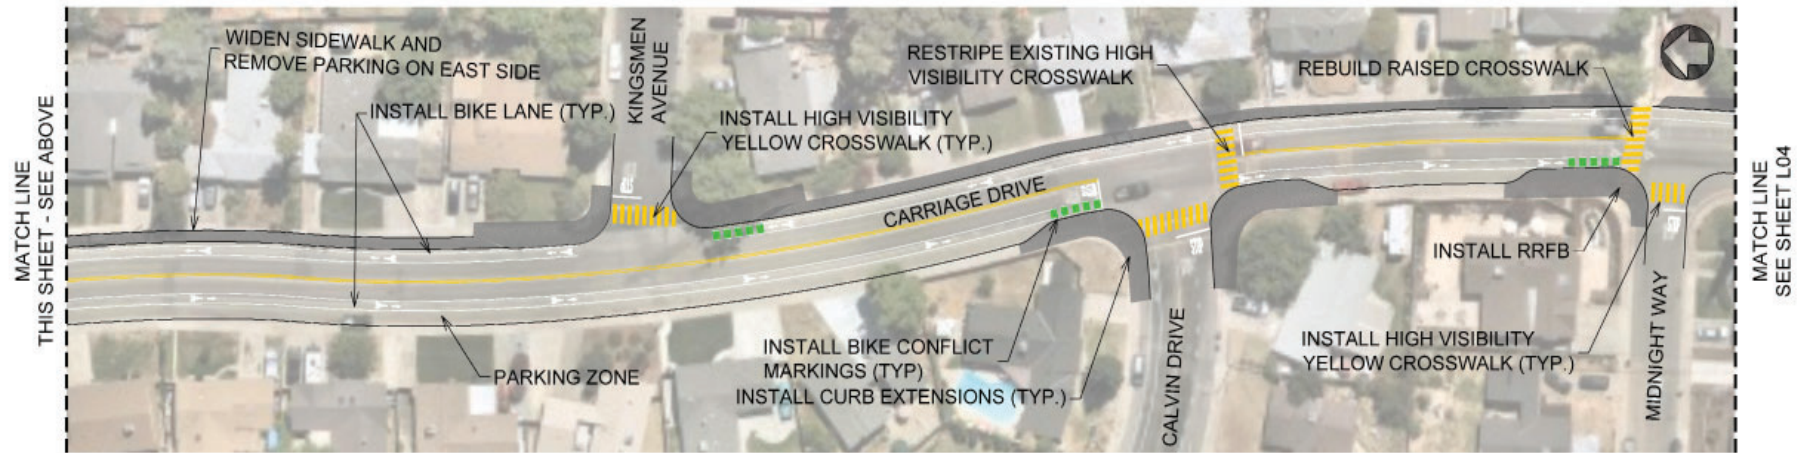 WIDEN SIDEWALK AND
REMOVE PARKING ON EAST SIDE
INSTALL BIKE LANE (TYP.)
KINGSMEN
AVENUE
INSTALL HIGH VISIBILITY
YELLOW CROSSWALK (TYP.)
RESTRIPE EXISTING HIGH
VISIBILITY CROSSWALK
REBUILD RAISED CROSSWALK
MATCH LINE
THIS SHEET - SEE ABOVE
CARRIAGE DRIVE
MATCH LINE
SEE SHEET L04
INSTALL RRFB
PARKING ZONE
INSTALL BIKE CONFLICT
MARKINGS (TYP)
INSTALL CURB EXTENSIONS (TYP.)
CALVIN DRIVE
INSTALL HIGH VISIBILITY
YELLOW CROSSWALK (TYP.)
MIDNIGHT WAY
STOP